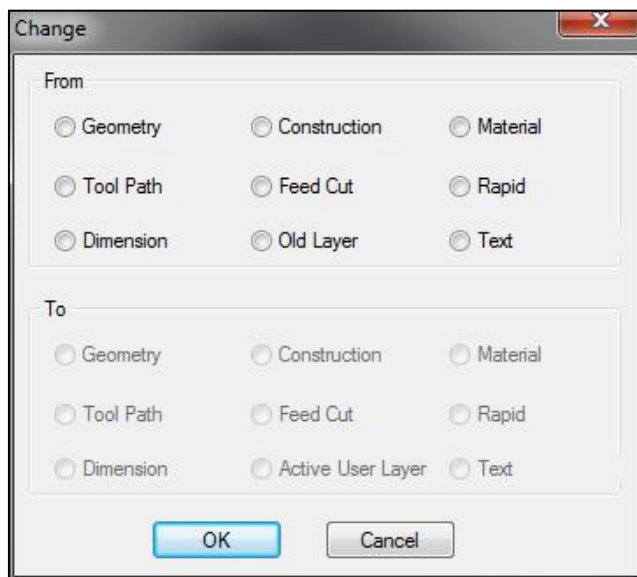 Change
From
Geometry Construction Material
Tool Path Feed Cut Rapid
Dimension Old Layer Text
To
Geometry Construction Material
Tool Path Feed Cut Rapid
Dimension Active User Layer Text
OK Cancel